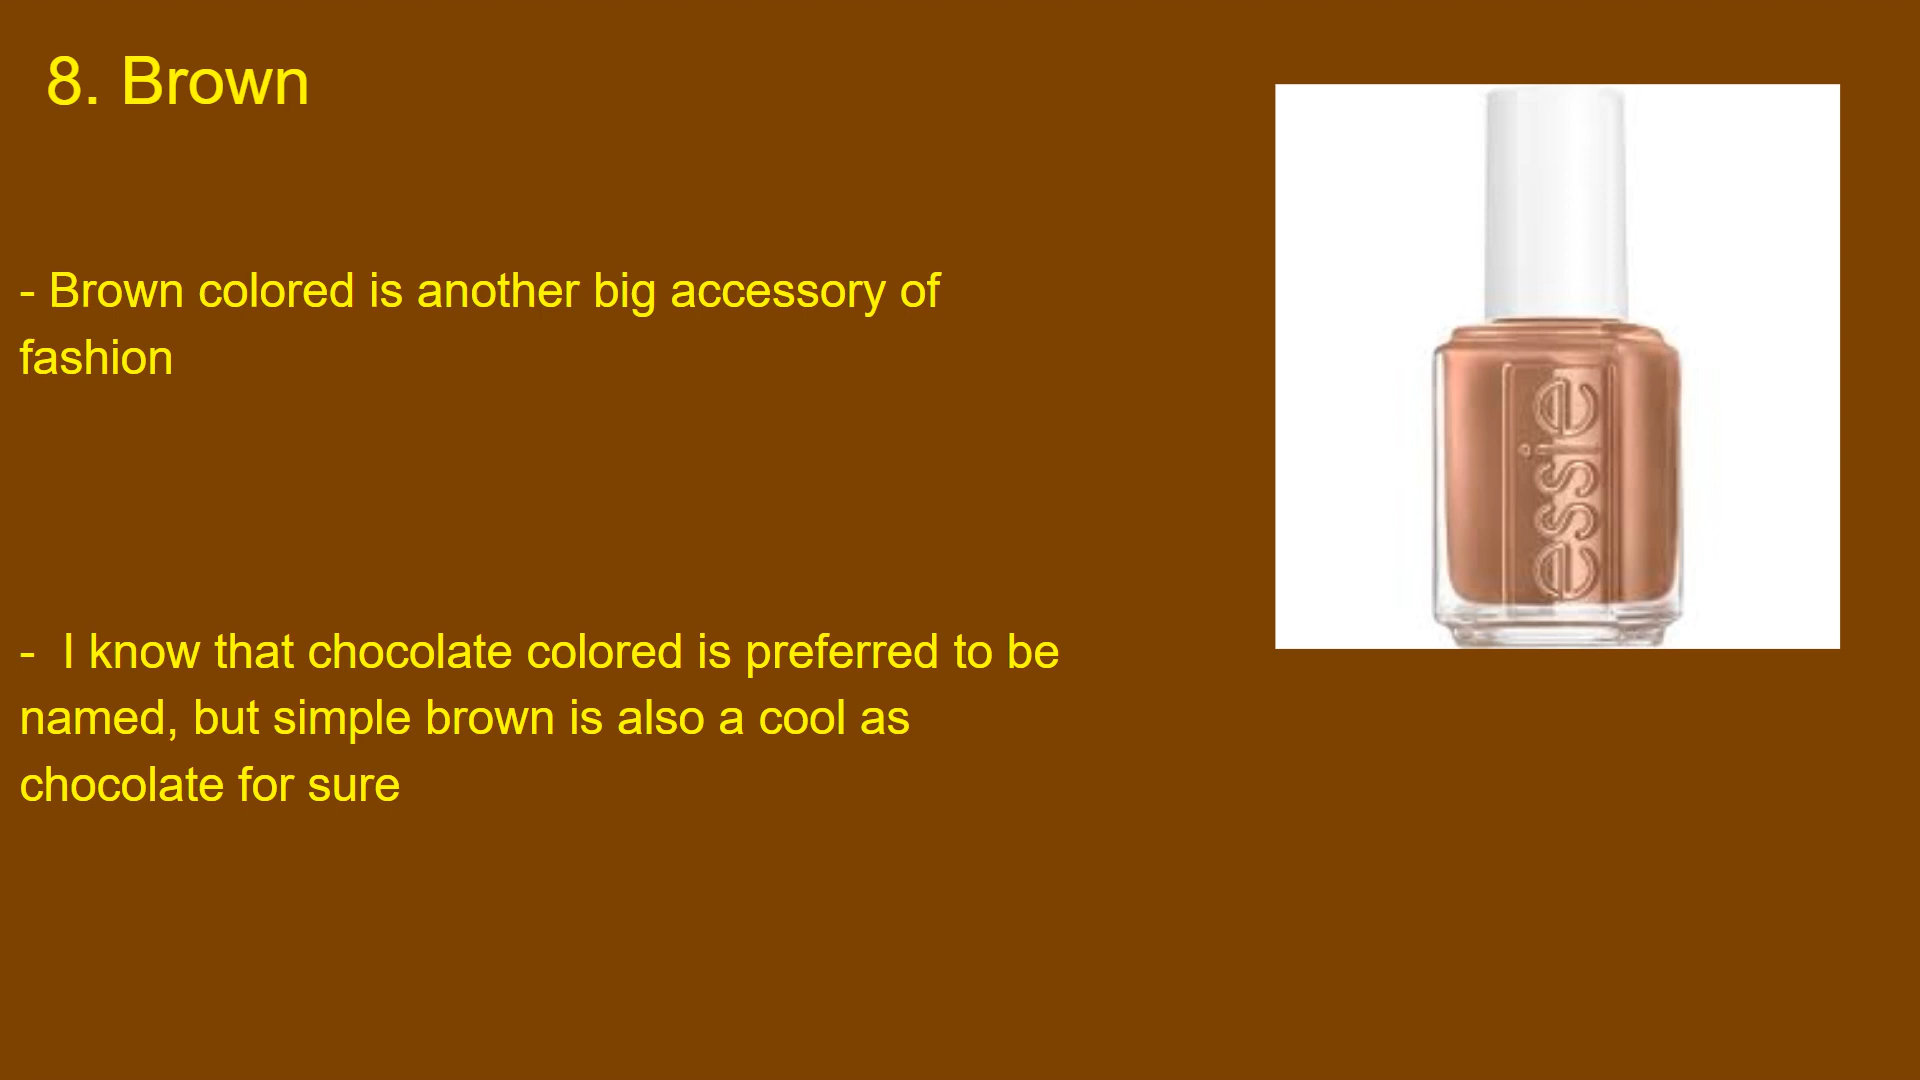 8. Brown
- Brown colored is another big accessory of
fashion
-  I know that chocolate colored is preferred to be
named, but simple brown is also a cool as
chocolate for sure
essie